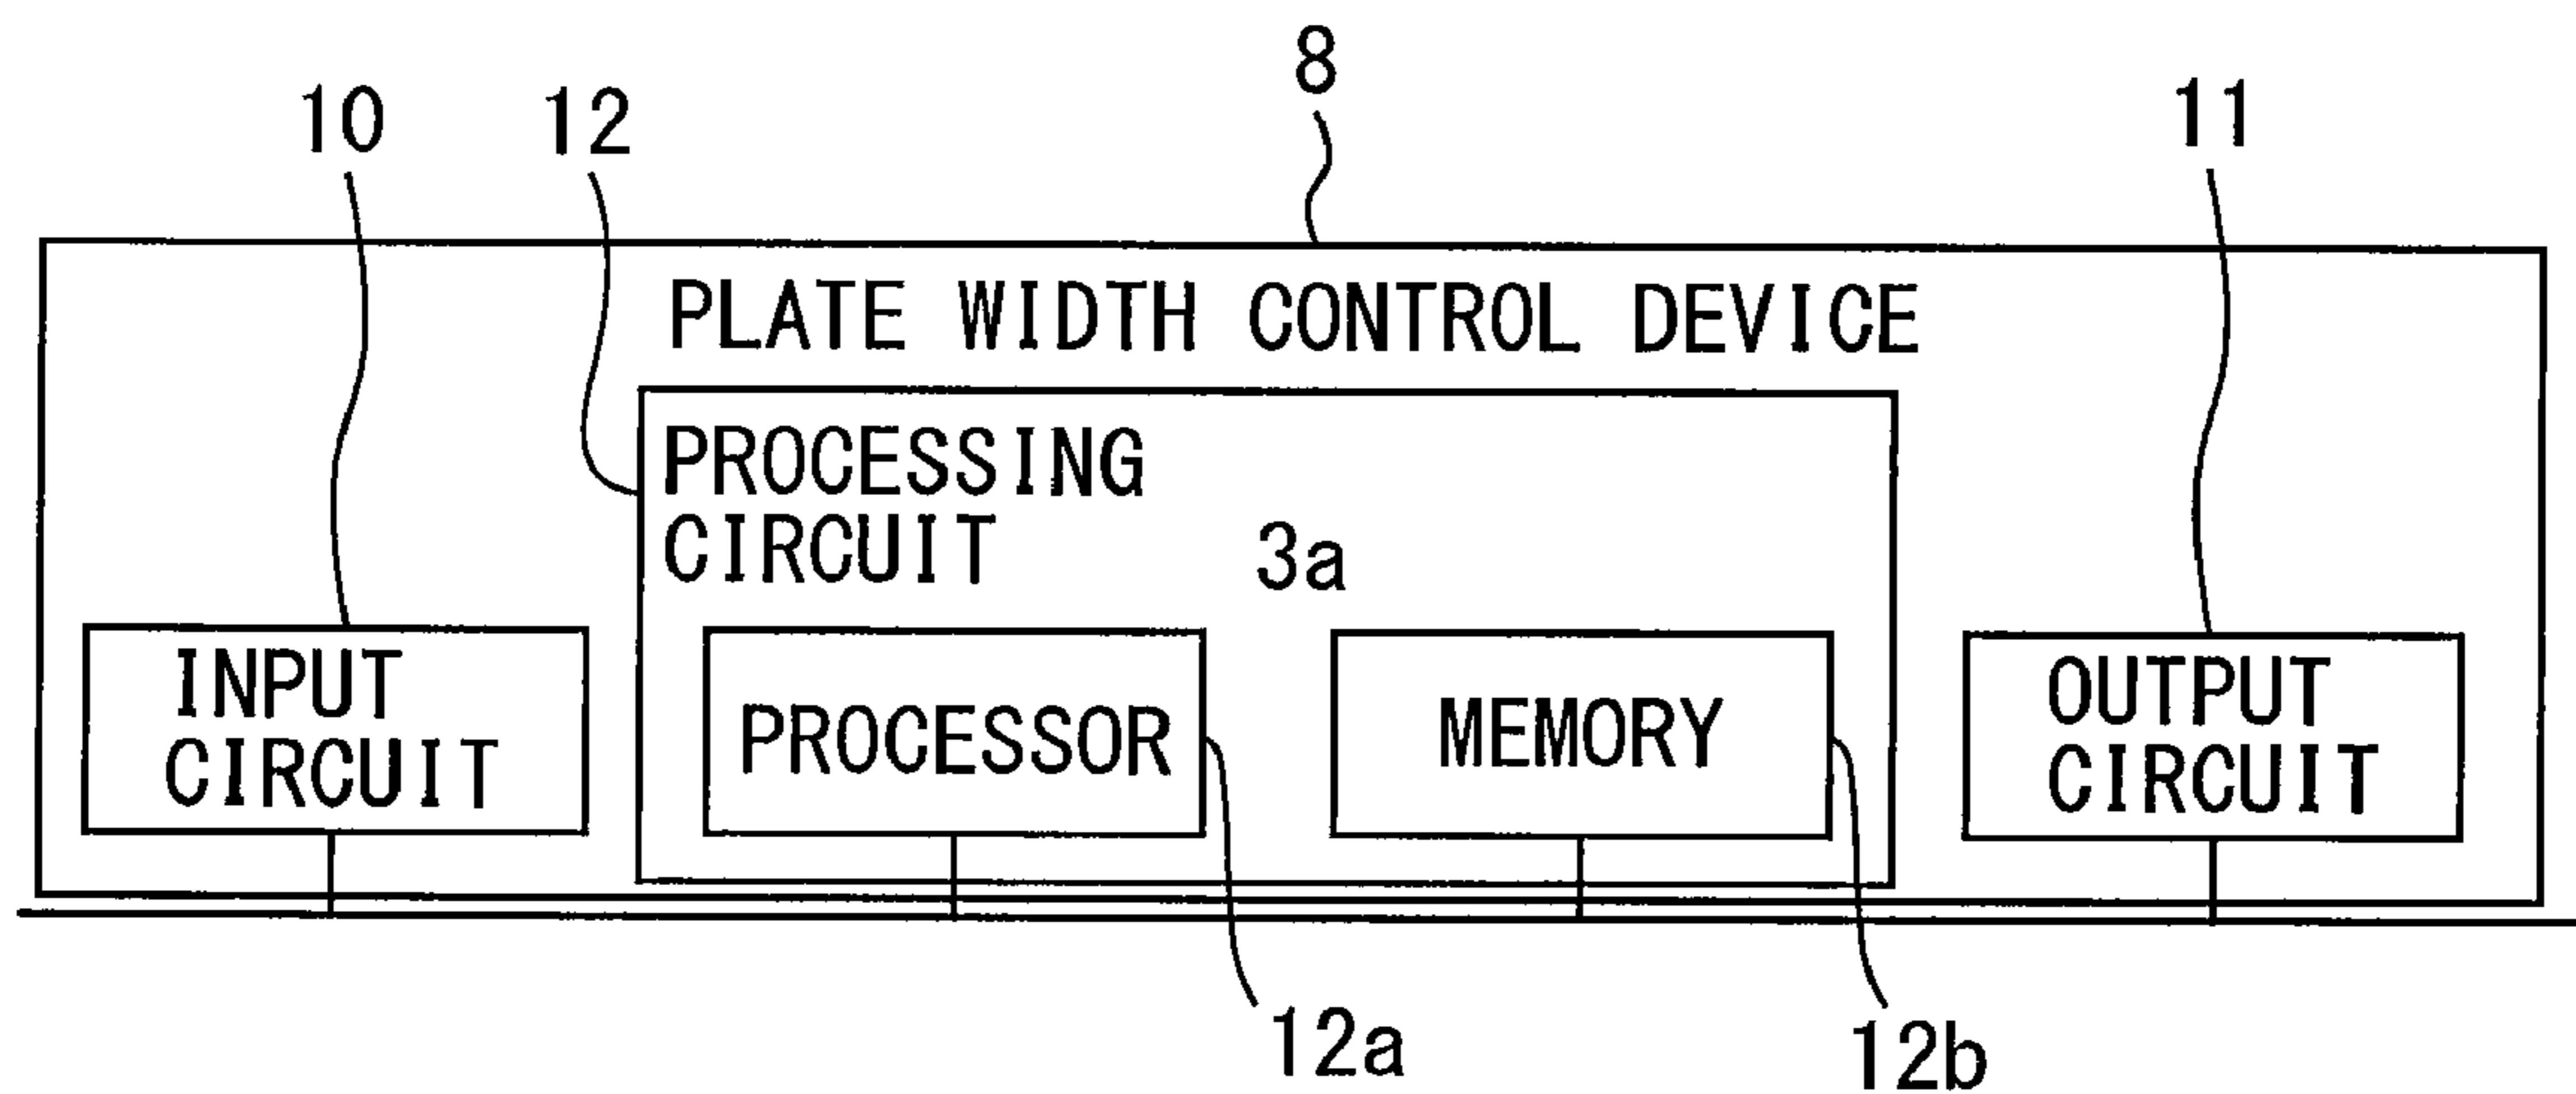 8
10
12
11
PLATE WIDTH CONTROL DEVICE
PROCESSING
CIRCUIT
3a
INPUT
CIRCUIT
PROCESSOR
MEMORY
OUTPUT
CIRCUIT
12a
12b